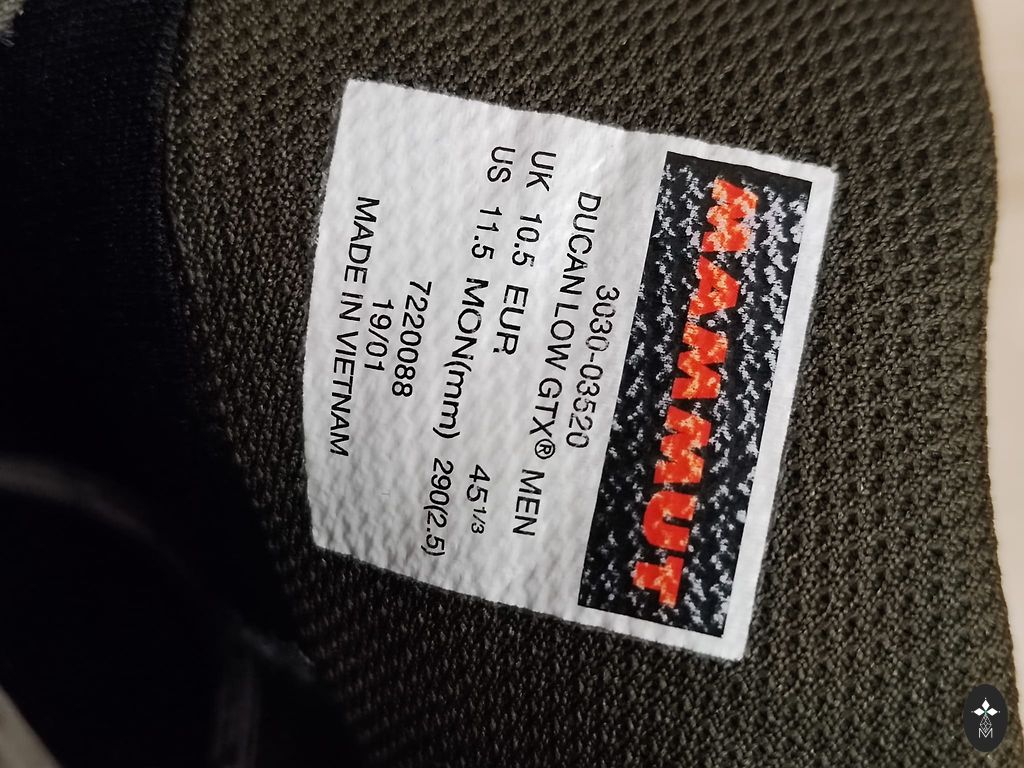 MAMMUT
3030-03520
DUCAN LOW GTX® MEN
UK 10.5 EUR 45 1/3
US 11.5 MON(mm) 290(2.5)
7220088
19/01
MADE IN VIETNAM
M